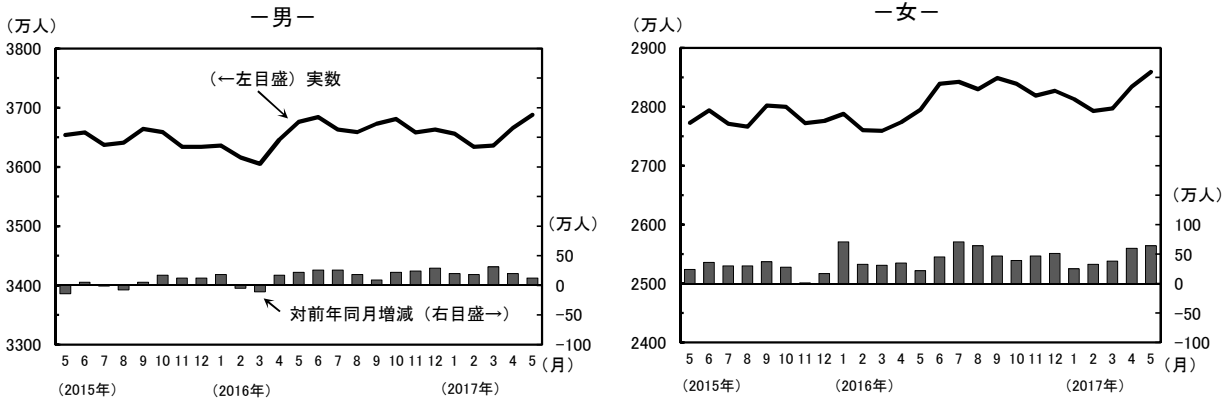 －男－
（万人）
3800
3700
3600
3500
3400
3300
（←左目盛）実数
対前年同月増減（右目盛→）
（万人）
50
0
-50
-100
5 6 7 8 9 10 11 12 1 2 3 4 5 6 7 8 9 10 11 12 1 2 3 4 5（月）
（2015年） （2016年） （2017年）
－女－
（万人）
2900
2800
2700
2600
2500
2400
（万人）
100
50
0
-50
-100
5 6 7 8 9 10 11 12 1 2 3 4 5 6 7 8 9 10 11 12 1 2 3 4 5（月）
（2015年） （2016年） （2017年）